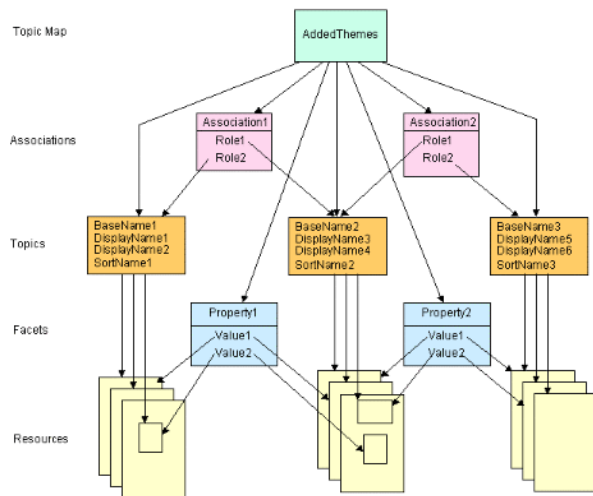 Topic Map
AddedThemes
Associations
Association1
Role1
Role2
Association2
Role1
Role2
Topics
BaseName1
DisplayName1
DisplayName2
SortName1
BaseName2
DisplayName3
DisplayName4
SortName2
BaseName3
DisplayName5
DisplayName6
SortName3
Facets
Property1
Value1
Value2
Property2
Value1
Value2
Resources